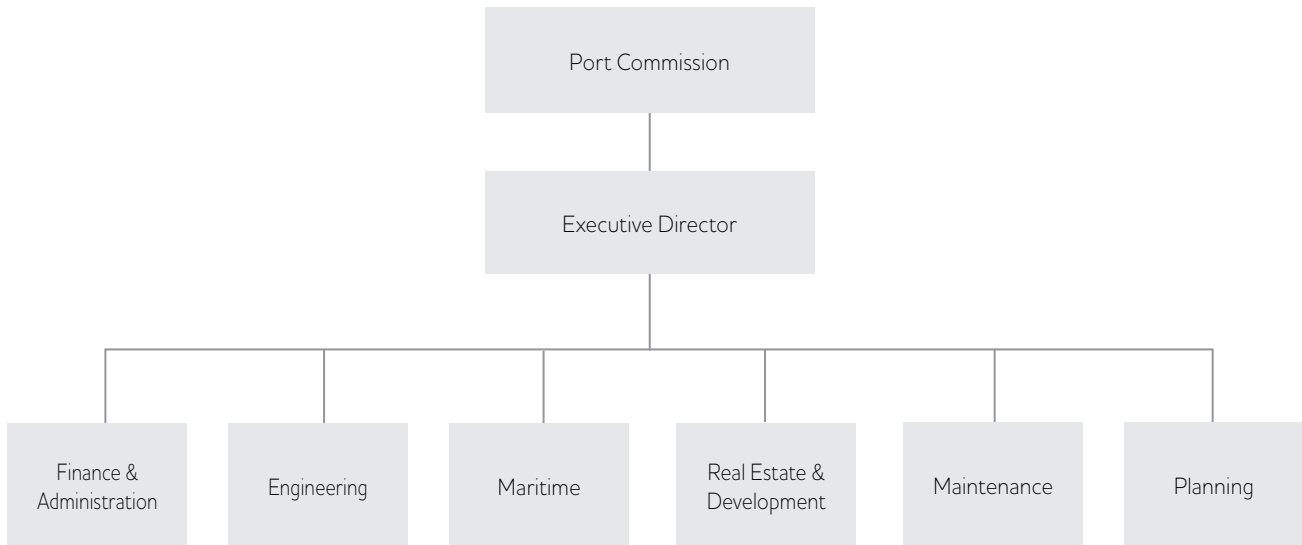 Port Commission
Executive Director
Finance &
Administration
Engineering
Maritime
Real Estate &
Development
Maintenance
Planning